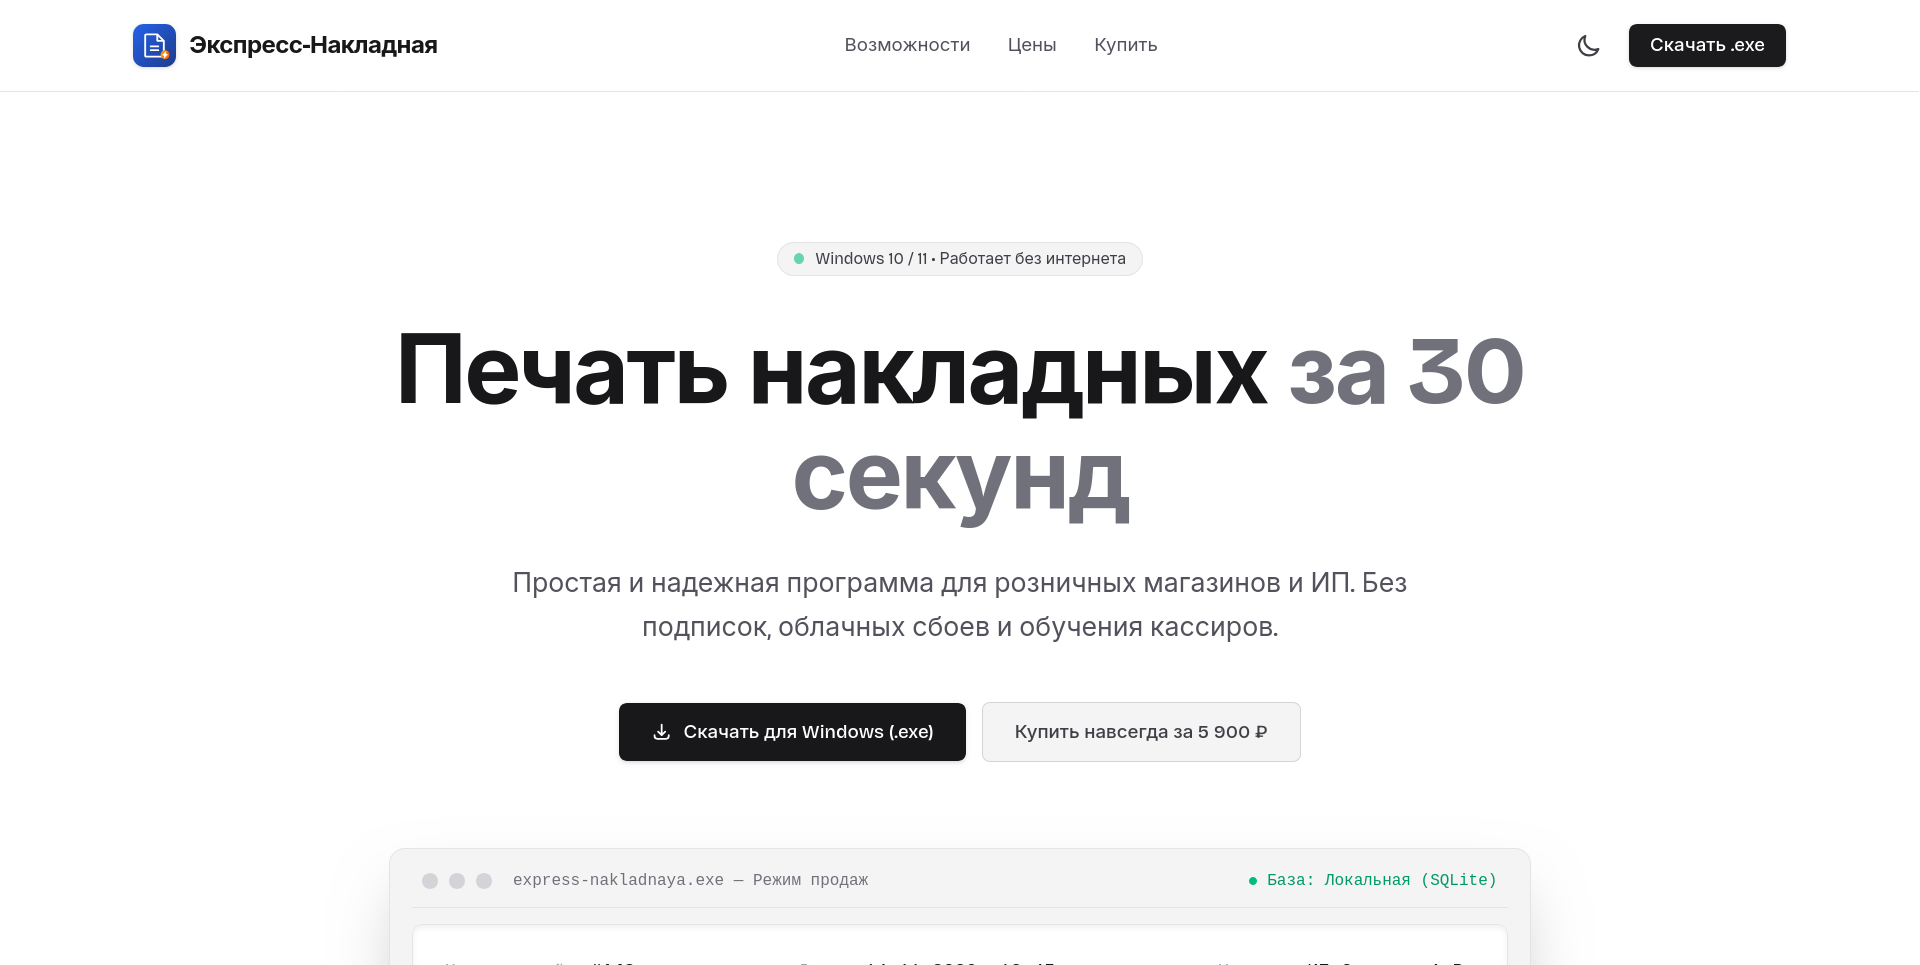 Экспресс-Накладная
Возможности
Цены
Купить
Скачать .exe
Windows 10 / 11 • Работает без интернета
Печать накладных за 30
секунд
Простая и надежная программа для розничных магазинов и ИП. Без
подписок, облачных сбоев и обучения кассиров.
Скачать для Windows (.exe)
Купить навсегда за 5 900 ₽
express-nakladnaya.exe — Режим продаж
База: Локальная (SQLite)